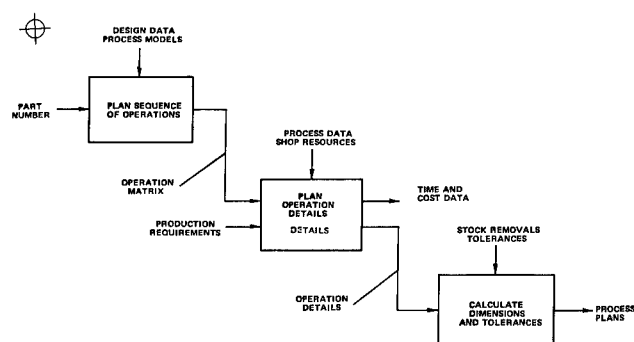 DESIGN DATA
PROCESS MODELS
PART
NUMBER
PLAN SEQUENCE
OF OPERATIONS
PROCESS DATA
SHOP RESOURCES
OPERATION
MATRIX
PLAN
OPERATION
DETAILS
DETAILS
TIME AND
COST DATA
PRODUCTION
REQUIREMENTS
STOCK REMOVALS
TOLERANCES
OPERATION
DETAILS
CALCULATE
DIMENSIONS
AND TOLERANCES
PROCESS
PLANS